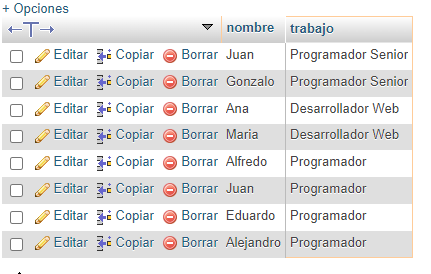 + Opciones
nombre trabajo
Editar Copiar Borrar Juan Programador Senior
Editar Copiar Borrar Gonzalo Programador Senior
Editar Copiar Borrar Ana Desarrollador Web
Editar Copiar Borrar Maria Desarrollador Web
Editar Copiar Borrar Alfredo Programador
Editar Copiar Borrar Juan Programador
Editar Copiar Borrar Eduardo Programador
Editar Copiar Borrar Alejandro Programador